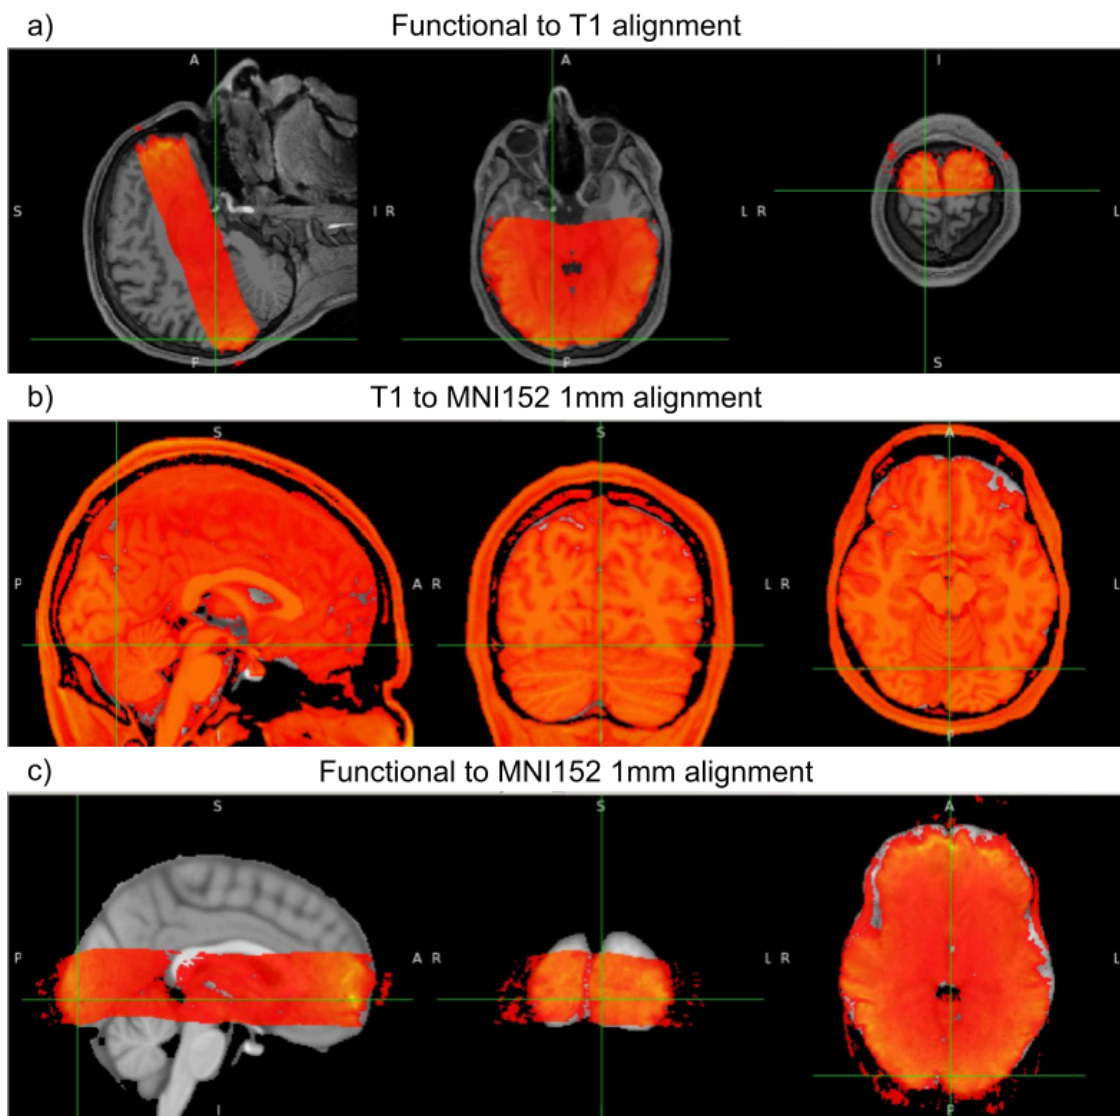 a) Functional to T1 alignment
A A I
S I R L R L
P P S
b) T1 to MNI152 1mm alignment
S S A
P A R L R L
I I P
c) Functional to MNI152 1mm alignment
S S A
P A R L R L
I I P